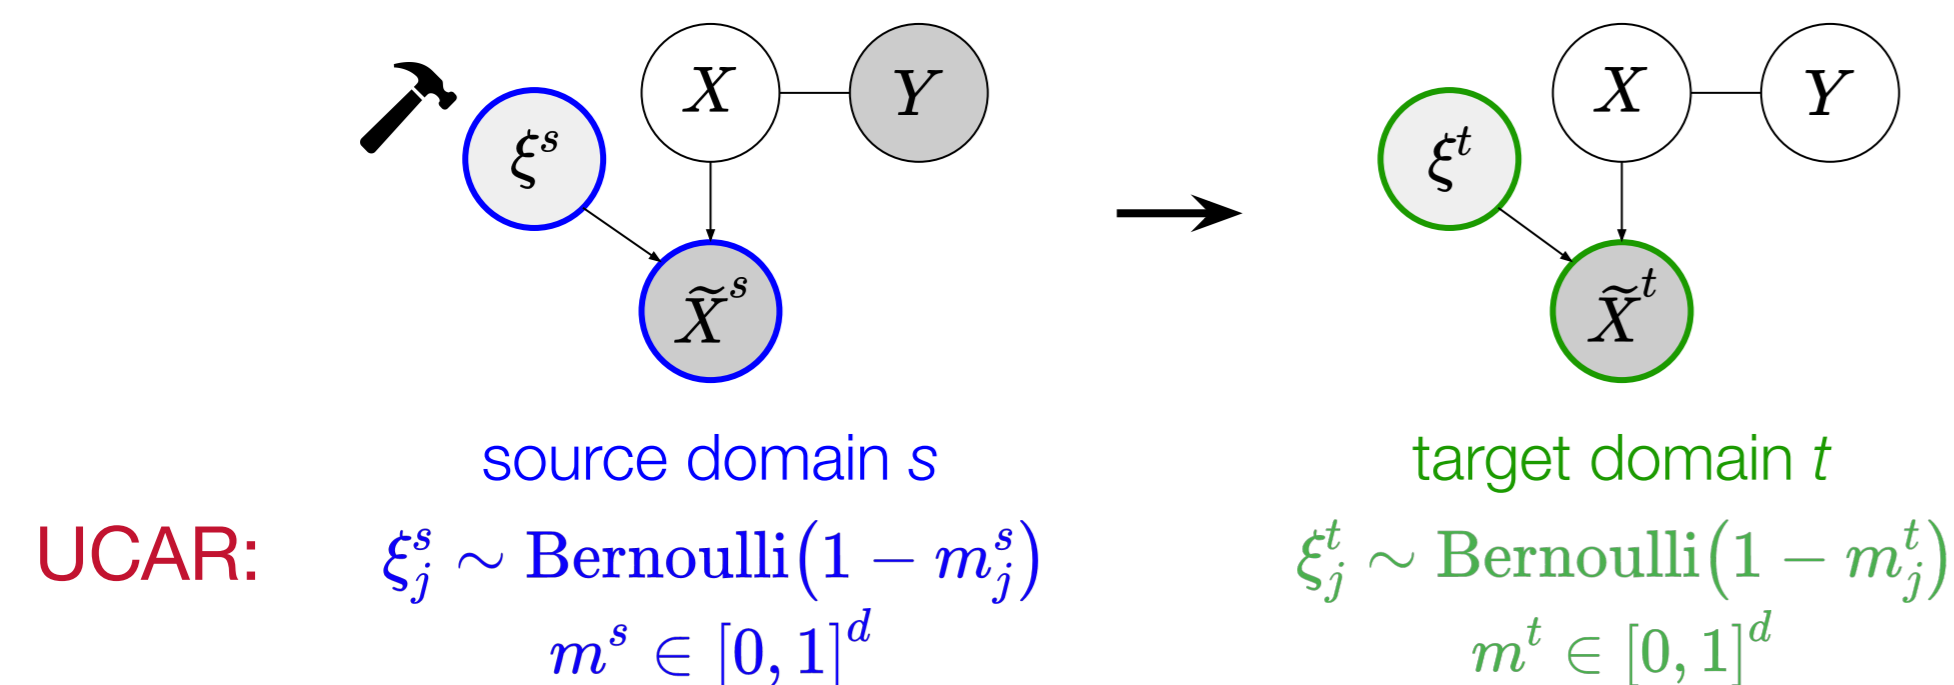 X Y X Y
ξ^s ξ^t
X̃^s X̃^t
source domain s target domain t
UCAR: ξ_j^s ∼ Bernoulli(1 − m_j^s) ξ_j^t ∼ Bernoulli(1 − m_j^t)
m^s ∈ [0, 1]^d m^t ∈ [0, 1]^d